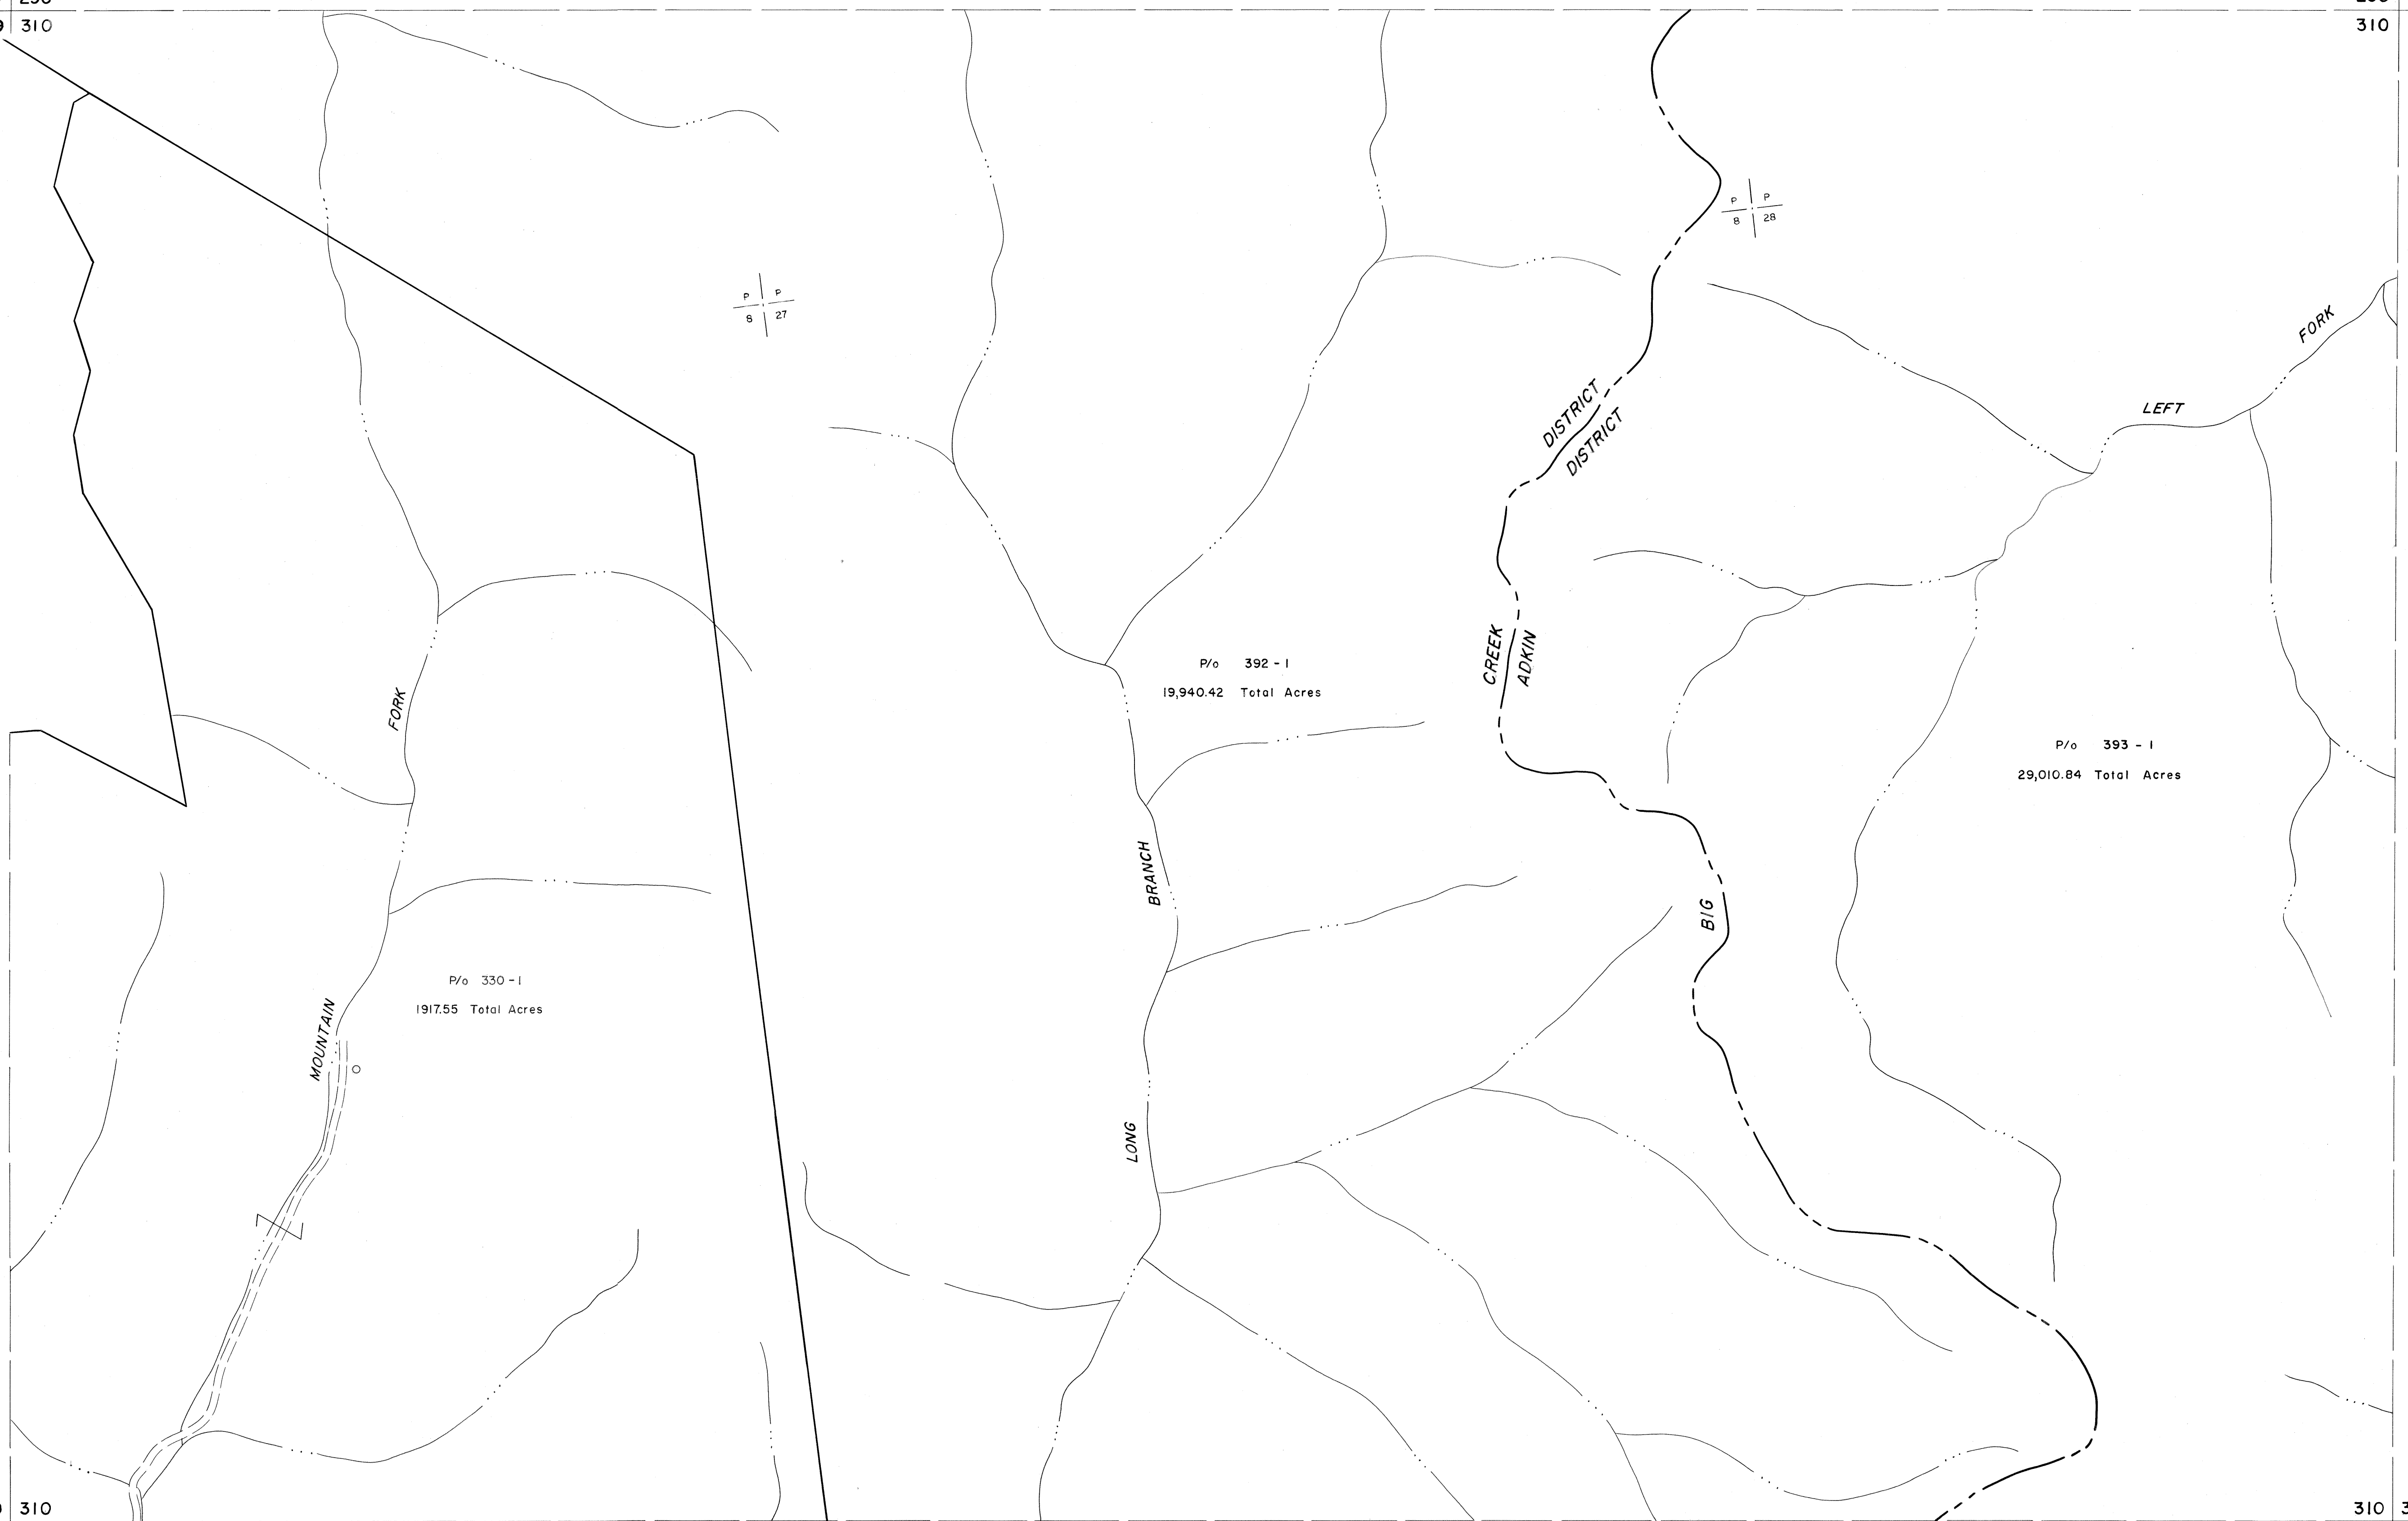 310
310
P P
8 28
P P
8 27
FORK
LEFT
DISTRICT
DISTRICT
CREEK
ADKIN
FORK
P/o 392-1
19,940.42 Total Acres
P/o 393-1
29,010.84 Total Acres
BRANCH
BIG
P/o 330-1
1917.55 Total Acres
MOUNTAIN
LONG
310
310